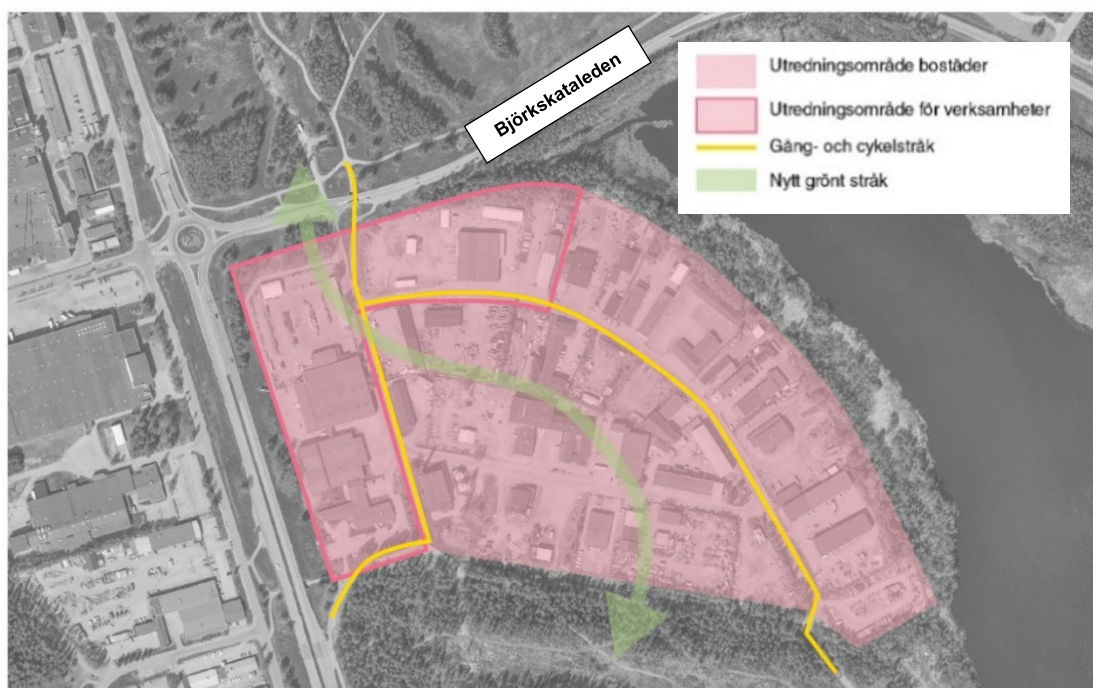 Björkskataleden
Utredningsområde bostäder
Utredningsområde för verksamheter
Gång- och cykelstråk
Nytt grönt stråk